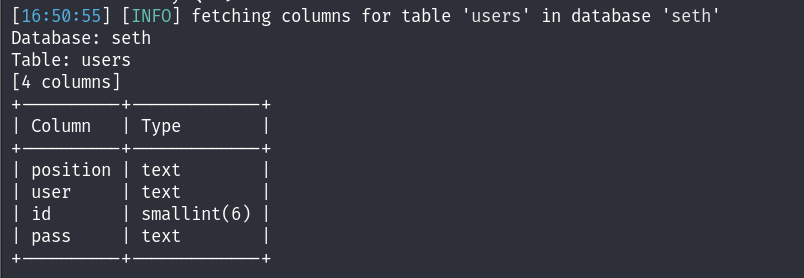 [16:50:55] [INFO] fetching columns for table 'users' in database 'seth'
Database: seth
Table: users
[4 columns]
+----------+-------------+
| Column   | Type        |
+----------+-------------+
| position | text        |
| user     | text        |
| id       | smallint(6) |
| pass     | text        |
+----------+-------------+